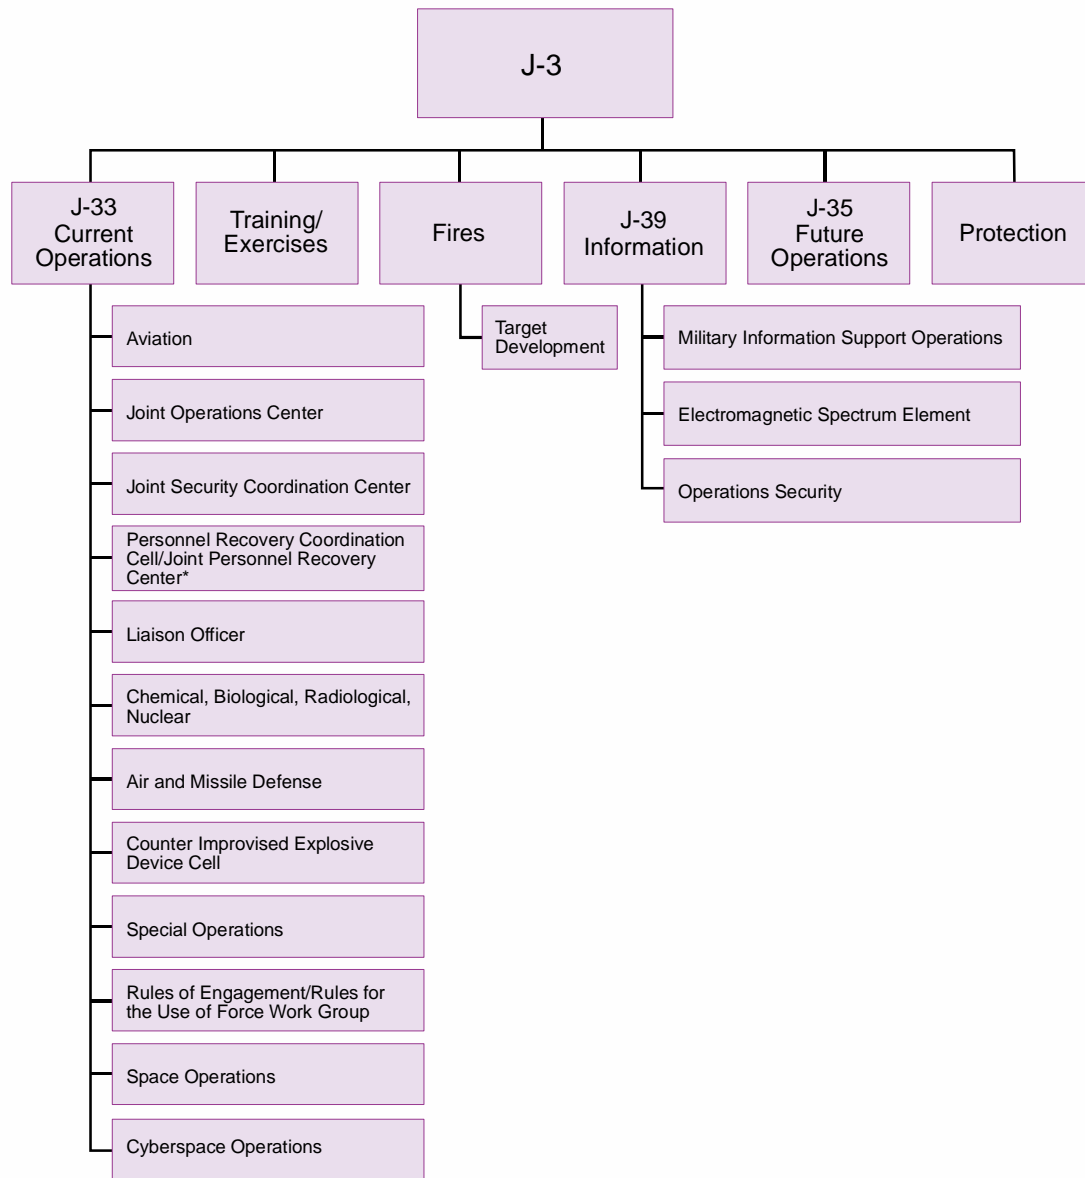 J-3
J-33
Current
Operations
Training/
Exercises
Fires
J-39
Information
J-35
Future
Operations
Protection
Aviation
Joint Operations Center
Joint Security Coordination Center
Personnel Recovery Coordination
Cell/Joint Personnel Recovery
Center*
Liaison Officer
Chemical, Biological, Radiological,
Nuclear
Air and Missile Defense
Counter Improvised Explosive
Device Cell
Special Operations
Rules of Engagement/Rules for
the Use of Force Work Group
Space Operations
Cyberspace Operations
Target
Development
Military Information Support Operations
Electromagnetic Spectrum Element
Operations Security